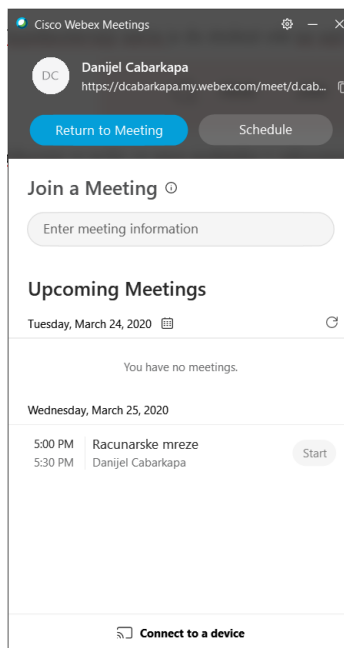 Cisco Webex Meetings
DC
Danijel Cabarkapa
https://dcabarkapa.my.webex.com/meet/d.cab...
Return to Meeting
Schedule
Join a Meeting
Enter meeting information
Upcoming Meetings
Tuesday, March 24, 2020
You have no meetings.
Wednesday, March 25, 2020
5:00 PM Racunarske mreze
5:30 PM Danijel Cabarkapa
Start
Connect to a device